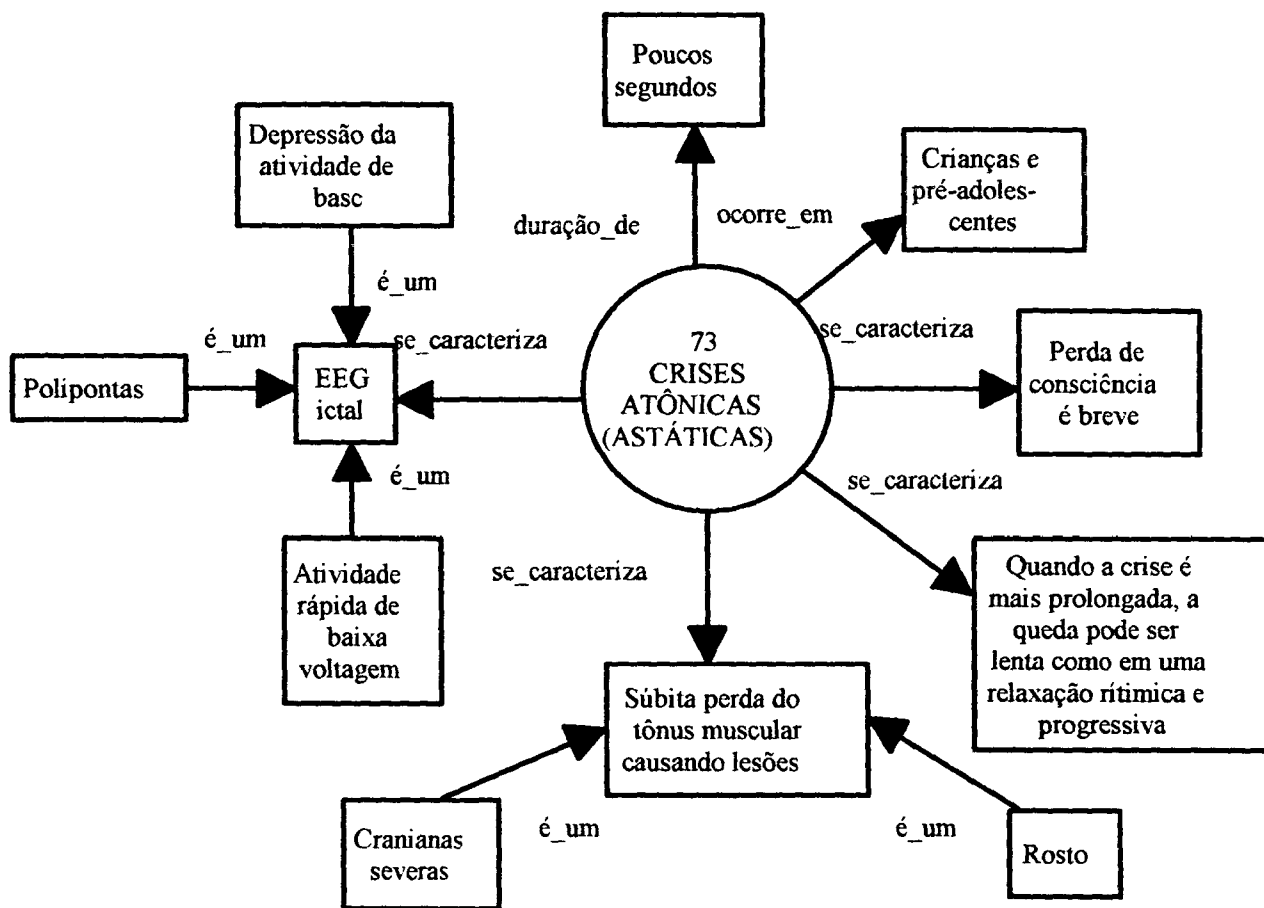 Poucos
segundos
Depressão da
atividade de
basc
Crianças e
pré-adoles-
centes
duração_de
ocorre_em
é_um
é_um
se_caracteriza
se_caracteriza
Polipontas
EEG
ictal
73
CRISES
ATÔNICAS
(ASTÁTICAS)
Perda de
consciência
é breve
é_um
se_caracteriza
se_caracteriza
Atividade
rápida de
baixa
voltagem
Quando a crise é
mais prolongada, a
queda pode ser
lenta como em uma
relaxação rítimica e
progressiva
Súbita perda do
tônus muscular
causando lesões
Cranianas
severas
é_um
é_um
Rosto